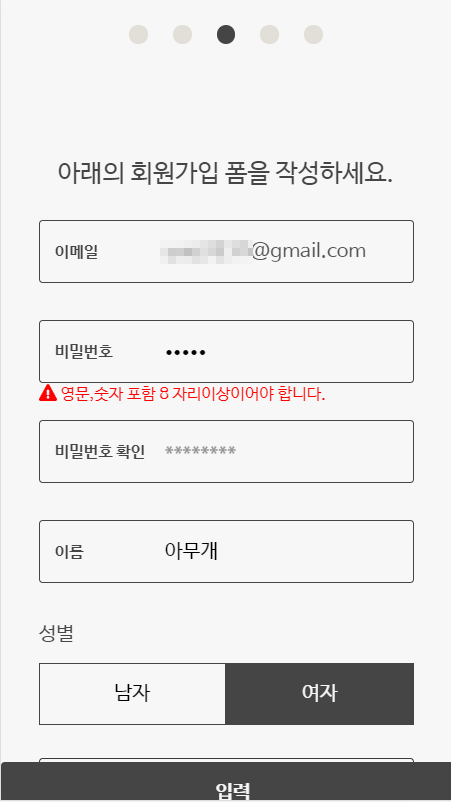 아래의 회원가입 폼을 작성하세요.
이메일 @gmail.com
비밀번호 •••••
영문,숫자 포함 8 자리이상이어야 합니다.
비밀번호 확인 ********
이름 아무개
성별
남자 여자
입력